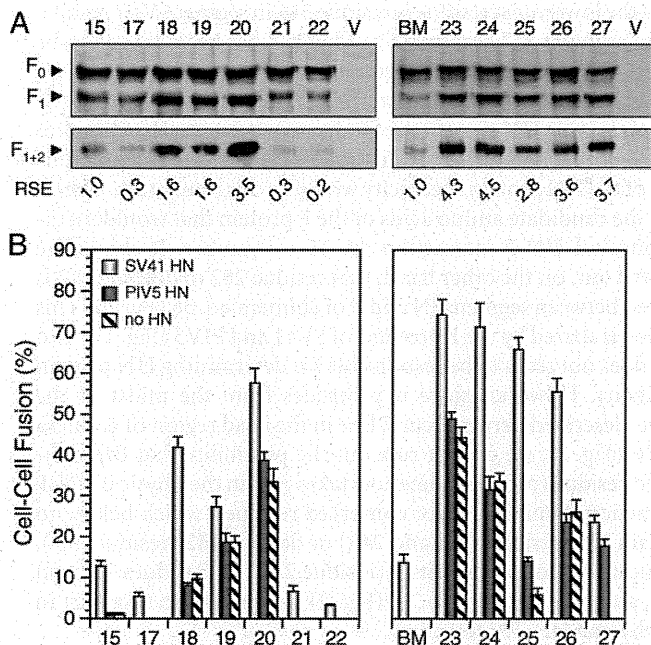 A
15 17 18 19 20 21 22 V BM 23 24 25 26 27 V
F0
F1
F1+2
RSE 1.0 0.3 1.6 1.6 3.5 0.3 0.2 1.0 4.3 4.5 2.8 3.6 3.7
B
90
SV41 HN
80
PIV5 HN
70
no HN
60
50
40
30
20
10
0
Cell-Cell Fusion (%)
15 17 18 19 20 21 22 BM 23 24 25 26 27